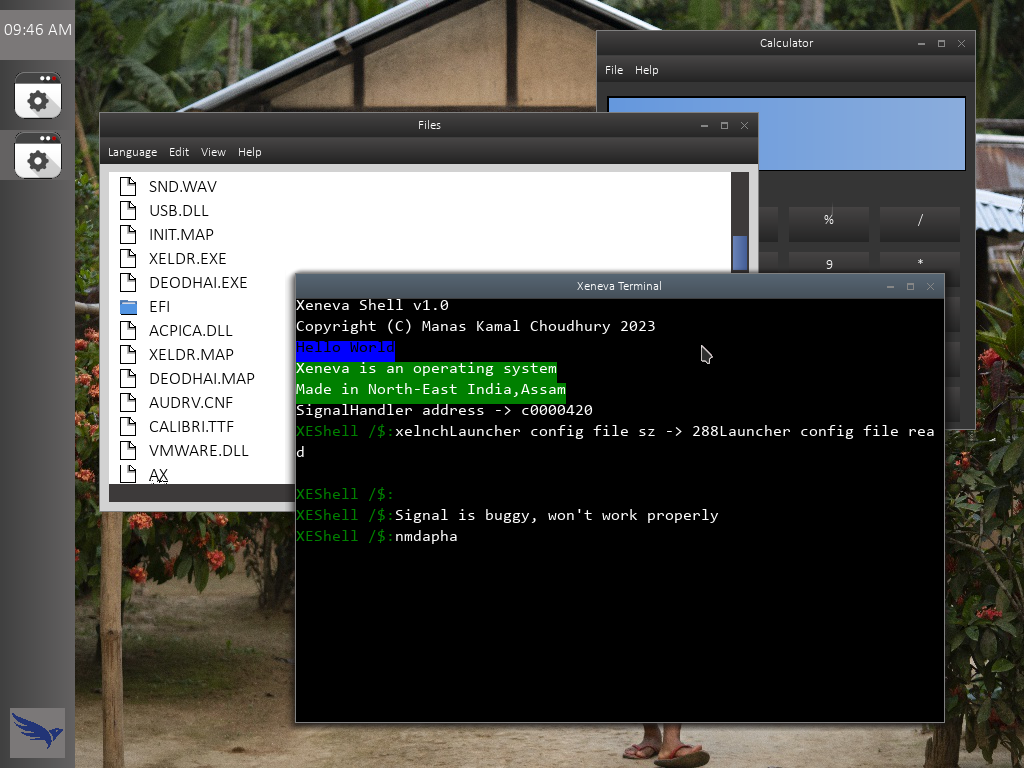 09:46 AM
Calculator
File Help
% /
9 *
Files
Language Edit View Help
SND.WAV
USB.DLL
INIT.MAP
XELDR.EXE
DEODHAI.EXE
EFI
ACPICA.DLL
XELDR.MAP
DEODHAI.MAP
AUDRV.CNF
CALIBRI.TTF
VMWARE.DLL
AX
Xeneva Terminal
Xeneva Shell v1.0
Copyright (C) Manas Kamal Choudhury 2023
Hello World
Xeneva is an operating system
Made in North-East India,Assam
SignalHandler address -> c0000420
XEShell /$:xelnchLauncher config file sz -> 288Launcher config file rea
d
XEShell /$:
XEShell /$:Signal is buggy, won't work properly
XEShell /$:nmdapha